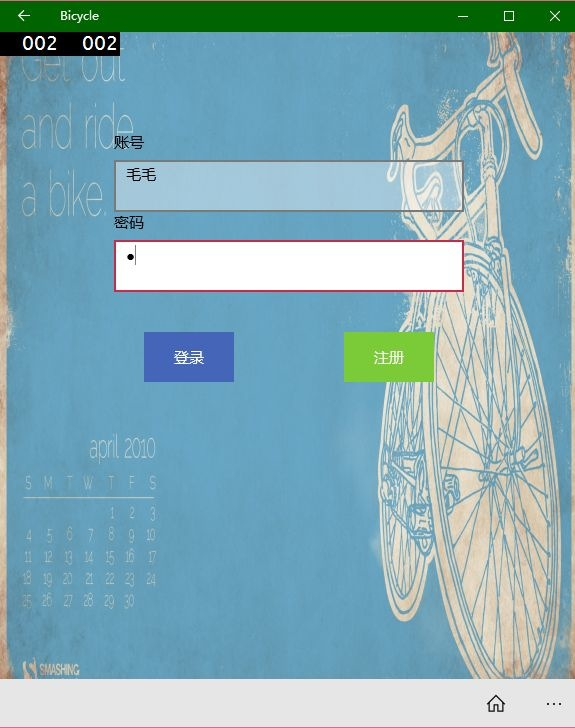 Bicycle
002 002
Get out
and ride
a bike.
账号
毛毛
密码
登录 注册
april 2010
S M T W T F S
1 2 3
4 5 6 7 8 9 10
11 12 13 14 15 16 17
18 19 20 21 22 23 24
25 26 27 28 29 30
SMASHING